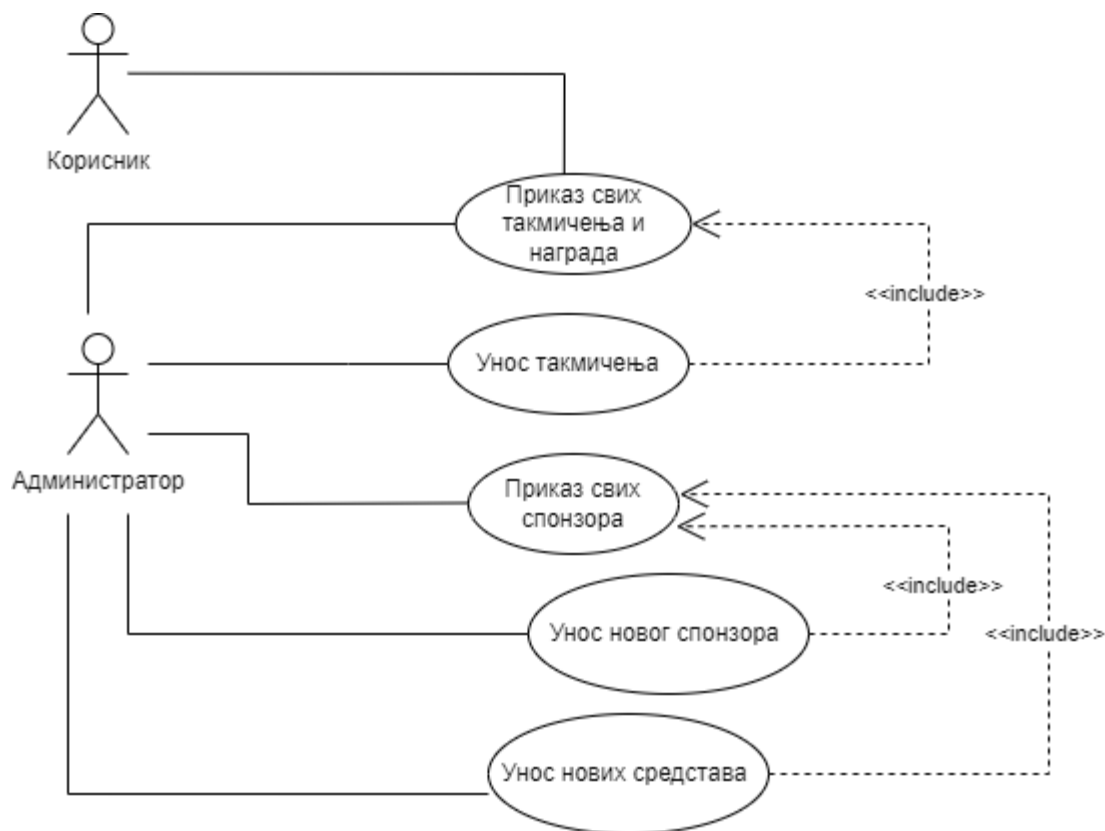 Корисник
Приказ свих
такмичења и
награда
<<include>>
Унос такмичења
Администратор
Приказ свих
спонзора
<<include>>
Унос новог спонзора
<<include>>
Унос нових средстава